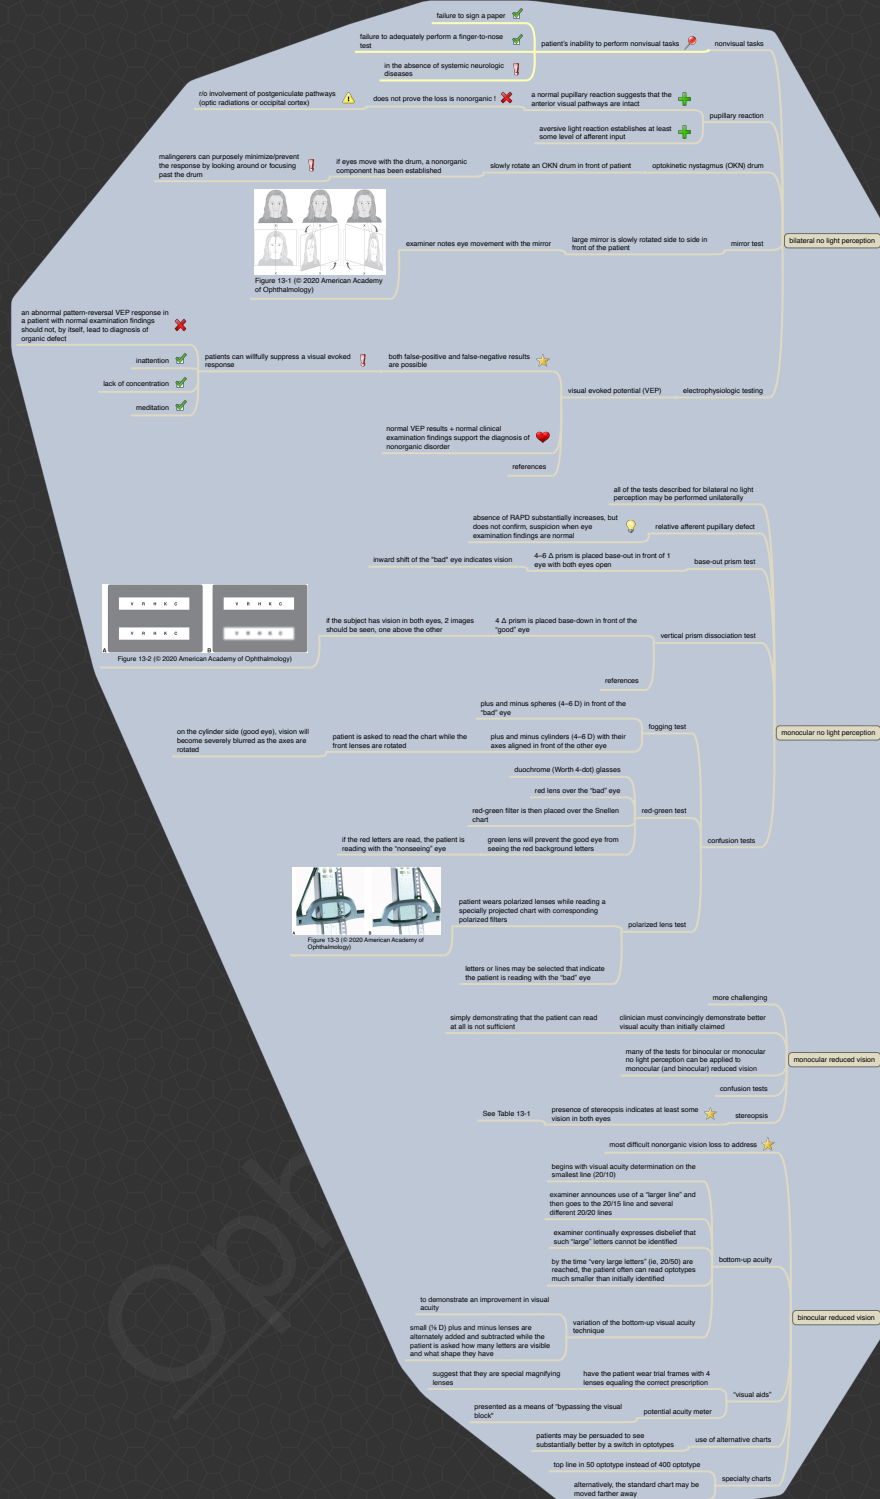 failure to sign a paper
failure to adequately perform a finger-to-nose
test
in the absence of systemic neurologic
diseases
patient's inability to perform nonvisual tasks
nonvisual tasks
r/o involvement of postgeniculate pathways
(optic radiations or occipital cortex)
does not prove the loss is nonorganic !
a normal pupillary reaction suggests that the
anterior visual pathways are intact
aversive light reaction establishes at least
some level of afferent input
pupillary reaction
malingerers can purposely minimize/prevent
the response by looking around or focusing
past the drum
if eyes move with the drum, a nonorganic
component has been established
slowly rotate an OKN drum in front of patient
optokinetic nystagmus (OKN) drum
Figure 13-1 (© 2020 American Academy
of Ophthalmology)
examiner notes eye movement with the mirror
large mirror is slowly rotated side to side in
front of the patient
mirror test
bilateral no light perception
an abnormal pattern-reversal VEP response in
a patient with normal examination findings
should not, by itself, lead to diagnosis of
organic defect
inattention
lack of concentration
meditation
patients can willfully suppress a visual evoked
response
both false-positive and false-negative results
are possible
visual evoked potential (VEP)
electrophysiologic testing
normal VEP results + normal clinical
examination findings support the diagnosis of
nonorganic disorder
references
all of the tests described for bilateral no light
perception may be performed unilaterally
absence of RAPD substantially increases, but
does not confirm, suspicion when eye
examination findings are normal
relative afferent pupillary defect
inward shift of the "bad" eye indicates vision
4–6 Δ prism is placed base-out in front of 1
eye with both eyes open
base-out prism test
V R H K C
V R H K C
V R H K C
A
B
Figure 13-2 (© 2020 American Academy of Ophthalmology)
if the subject has vision in both eyes, 2 images
should be seen, one above the other
4 Δ prism is placed base-down in front of the
“good” eye
vertical prism dissociation test
references
monocular no light perception
plus and minus spheres (4–6 D) in front of the
“bad” eye
fogging test
on the cylinder side (good eye), vision will
become severely blurred as the axes are
rotated
patient is asked to read the chart while the
front lenses are rotated
plus and minus cylinders (4–6 D) with their
axes aligned in front of the other eye
duochrome (Worth 4-dot) glasses
red lens over the “bad” eye
red-green filter is then placed over the Snellen
chart
red-green test
if the red letters are read, the patient is
reading with the “nonseeing” eye
green lens will prevent the good eye from
seeing the red background letters
confusion tests
Figure 13-3 (© 2020 American Academy of
Ophthalmology)
patient wears polarized lenses while reading a
specially projected chart with corresponding
polarized filters
polarized lens test
letters or lines may be selected that indicate
the patient is reading with the “bad” eye
more challenging
simply demonstrating that the patient can read
at all is not sufficient
clinician must convincingly demonstrate better
visual acuity than initially claimed
many of the tests for binocular or monocular
no light perception can be applied to
monocular (and binocular) reduced vision
monocular reduced vision
confusion tests
See Table 13-1
presence of stereopsis indicates at least some
vision in both eyes
stereopsis
most difficult nonorganic vision loss to address
begins with visual acuity determination on the
smallest line (20/10)
examiner announces use of a “larger line” and
then goes to the 20/15 line and several
different 20/20 lines
examiner continually expresses disbelief that
such “large” letters cannot be identified
by the time “very large letters” (ie, 20/50) are
reached, the patient often can read optotypes
much smaller than initially identified
bottom-up acuity
to demonstrate an improvement in visual
acuity
small (⅛ D) plus and minus lenses are
alternately added and subtracted while the
patient is asked how many letters are visible
and what shape they have
variation of the bottom-up visual acuity
technique
binocular reduced vision
suggest that they are special magnifying
lenses
have the patient wear trial frames with 4
lenses equaling the correct prescription
“visual aids”
presented as a means of “bypassing the visual
block”
potential acuity meter
patients may be persuaded to see
substantially better by a switch in optotypes
use of alternative charts
top line in 50 optotype instead of 400 optotype
alternatively, the standard chart may be
moved farther away
specialty charts
Oph